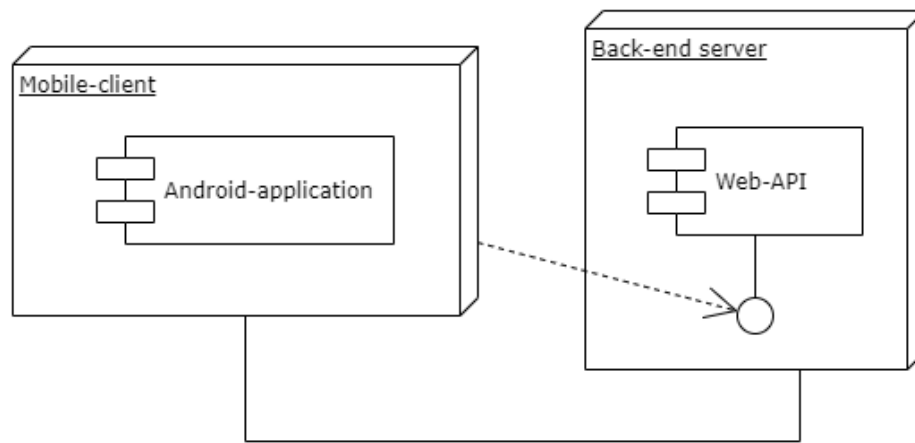 Mobile-client
Android-application
Back-end server
Web-API